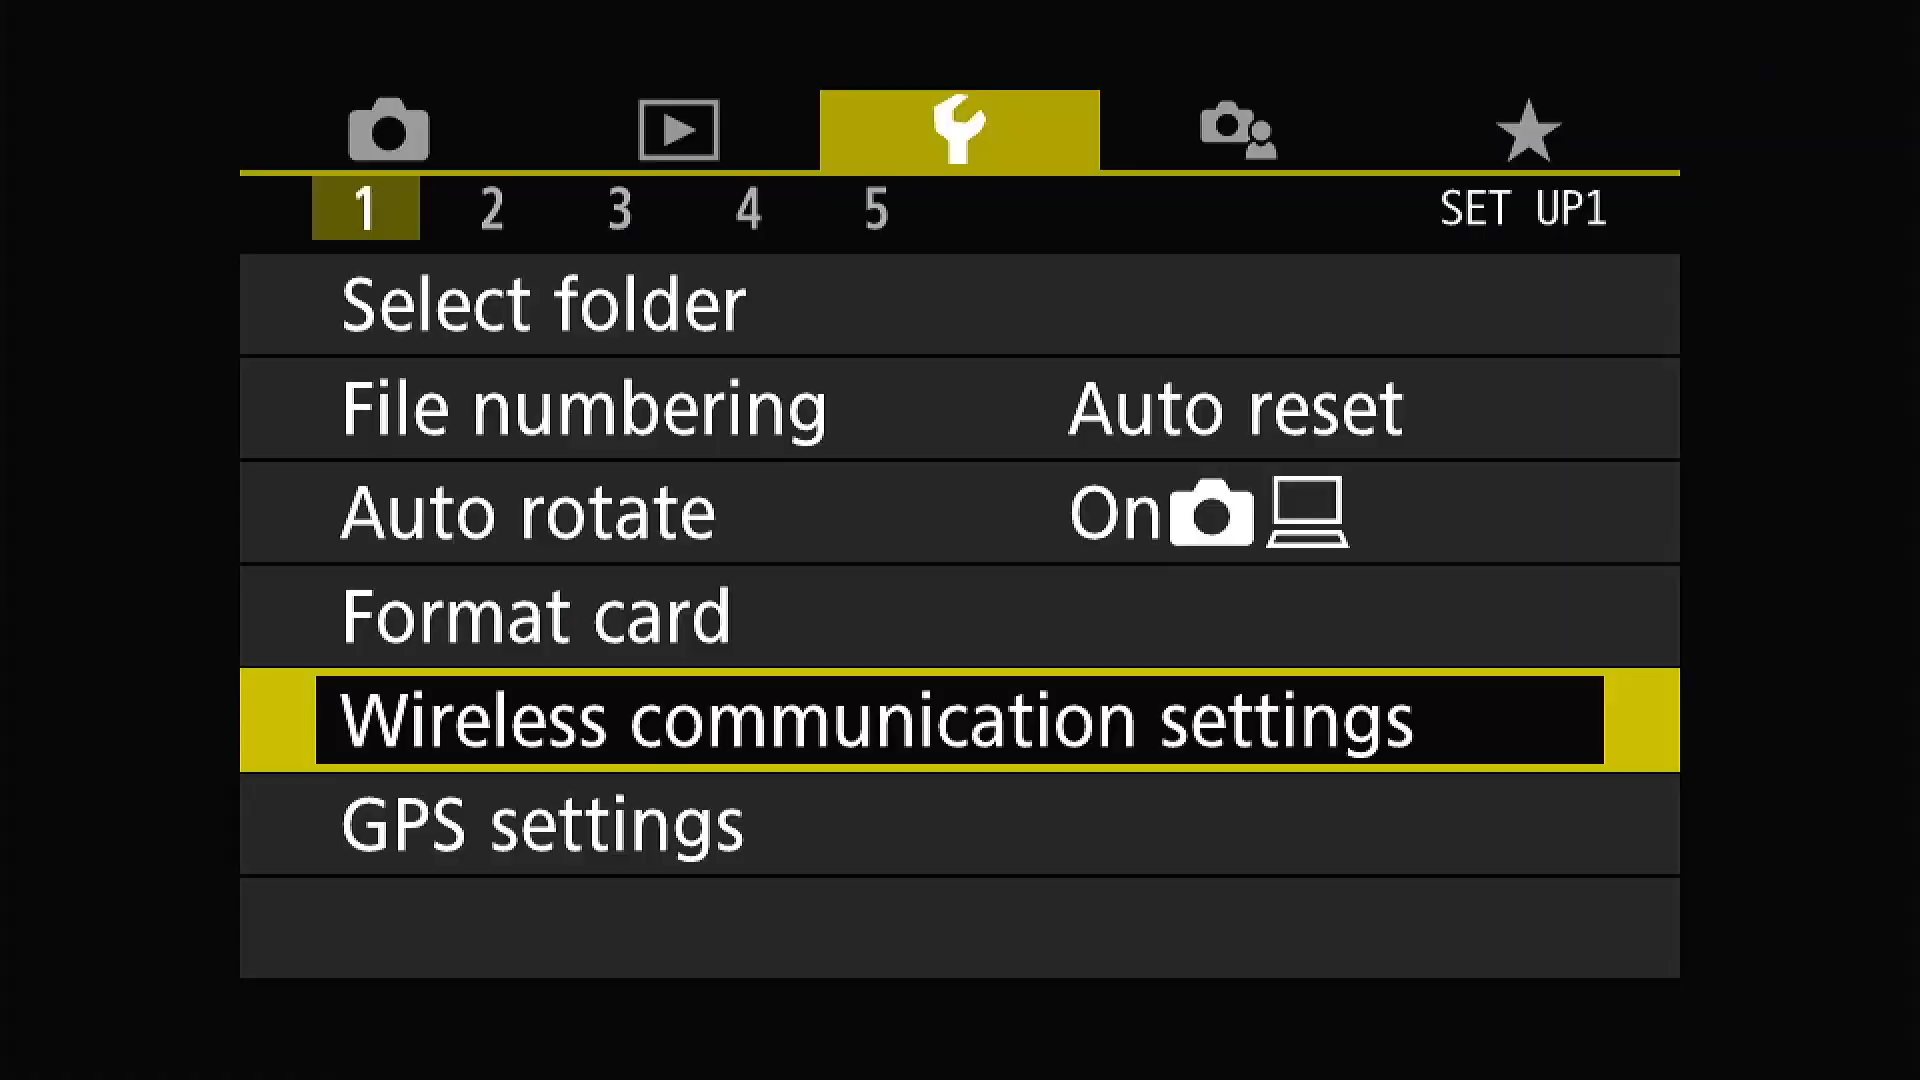 1 2 3 4 5 SET UP1
Select folder
File numbering Auto reset
Auto rotate On
Format card
Wireless communication settings
GPS settings